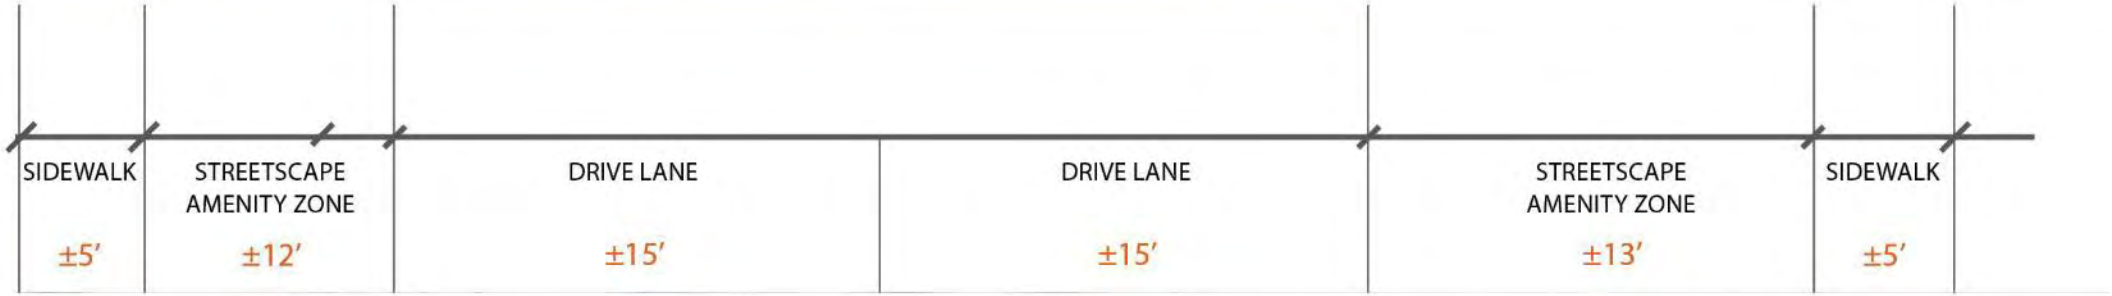 SIDEWALK
STREETSCAPE
AMENITY ZONE
DRIVE LANE
DRIVE LANE
STREETSCAPE
AMENITY ZONE
SIDEWALK
±5′
±12′
±15′
±15′
±13′
±5′